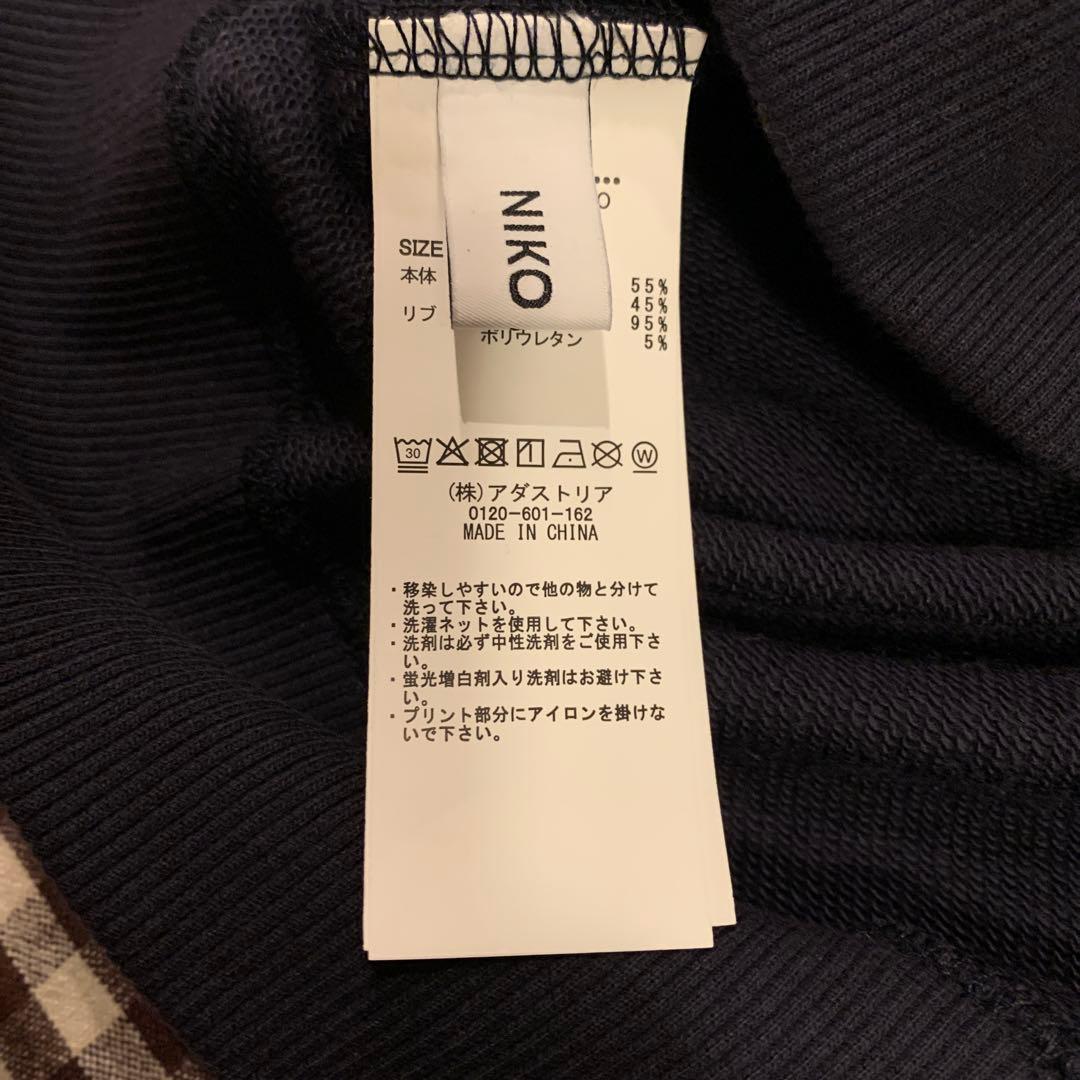 NIKO
SIZE
本体 55%
45%
リブ 95%
ポリウレタン 5%
30
W
(株)アダストリア
0120-601-162
MADE IN CHINA
・移染しやすいので他の物と分けて
洗って下さい。
・洗濯ネットを使用して下さい。
・洗剤は必ず中性洗剤をご使用下さ
い。
・蛍光増白剤入り洗剤はお避け下さ
い。
・プリント部分にアイロンを掛けな
いで下さい。